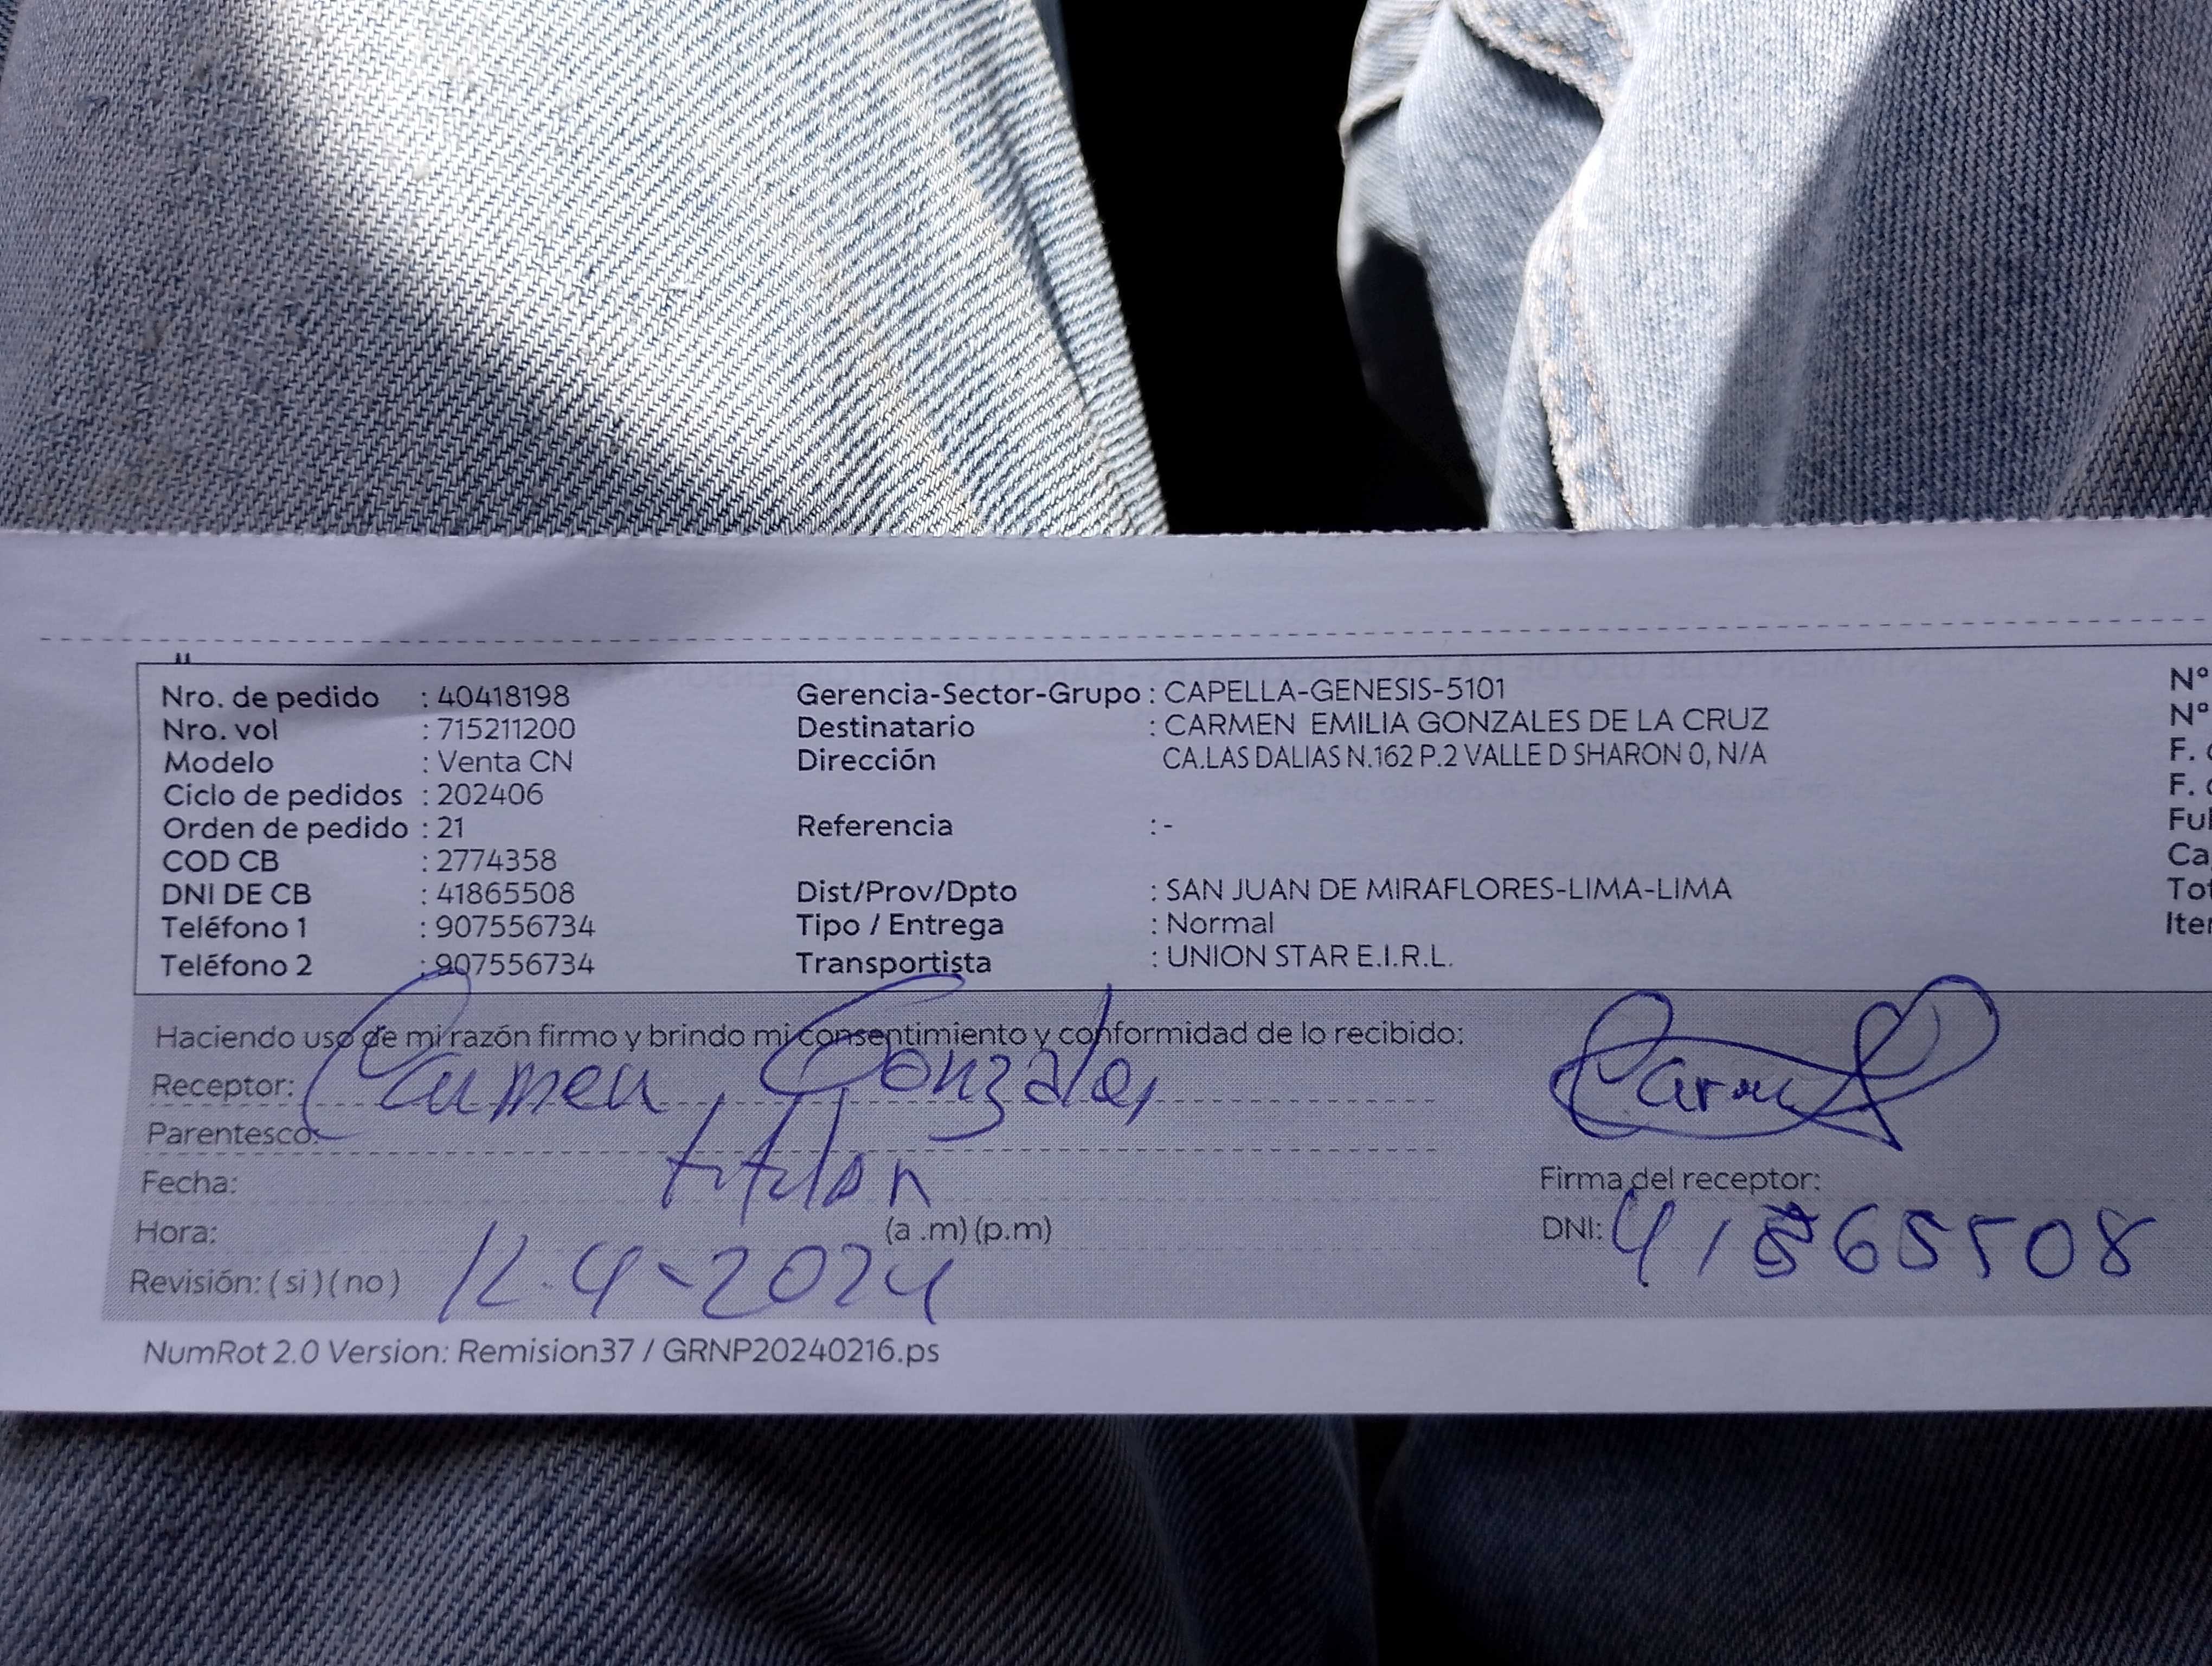 Nro. de pedido : 40418198
Nro. vol : 715211200
Modelo : Venta CN
Ciclo de pedidos : 202406
Orden de pedido : 21
COD CB : 2774358
DNI DE CB : 41865508
Teléfono 1 : 907556734
Teléfono 2 : 907556734
Gerencia-Sector-Grupo : CAPELLA-GENESIS-5101
Destinatario : CARMEN EMILIA GONZALES DE LA CRUZ
Dirección CA.LAS DALIAS N.162 P.2 VALLE D SHARON 0, N/A
Referencia : -
Dist/Prov/Dpto : SAN JUAN DE MIRAFLORES-LIMA-LIMA
Tipo / Entrega : Normal
Transportista : UNION STAR E.I.R.L.
N°
N°
F.
F.
Haciendo uso de mi razón firmo y brindo mi consentimiento y conformidad de lo recibido:
Receptor: Carmen Gonzales
Parentesco:
Fecha:
Hora: (a .m) (p.m)
Revisión: ( si ) ( no ) 12-4-2024
Firma del receptor:
DNI: 41865508
NumRot 2.0 Version: Remision37 / GRNP20240216.ps